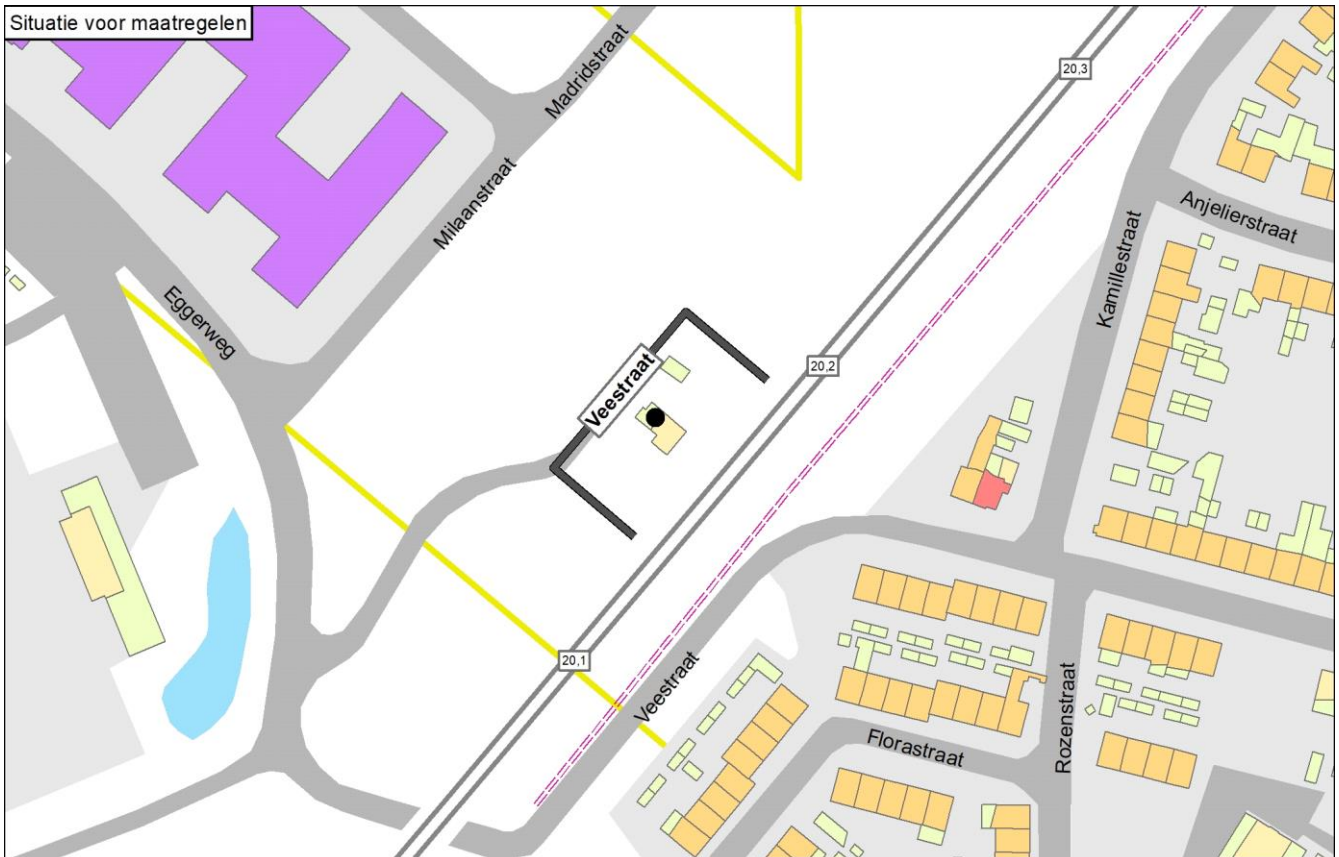 Situatie voor maatregelen
Madridstraat
20,3
Milaanstraat
Anjelierstraat
Kamillestraat
Eggerweg
Veestraat
20,2
20,1
Veestraat
Rozenstraat
Florastraat